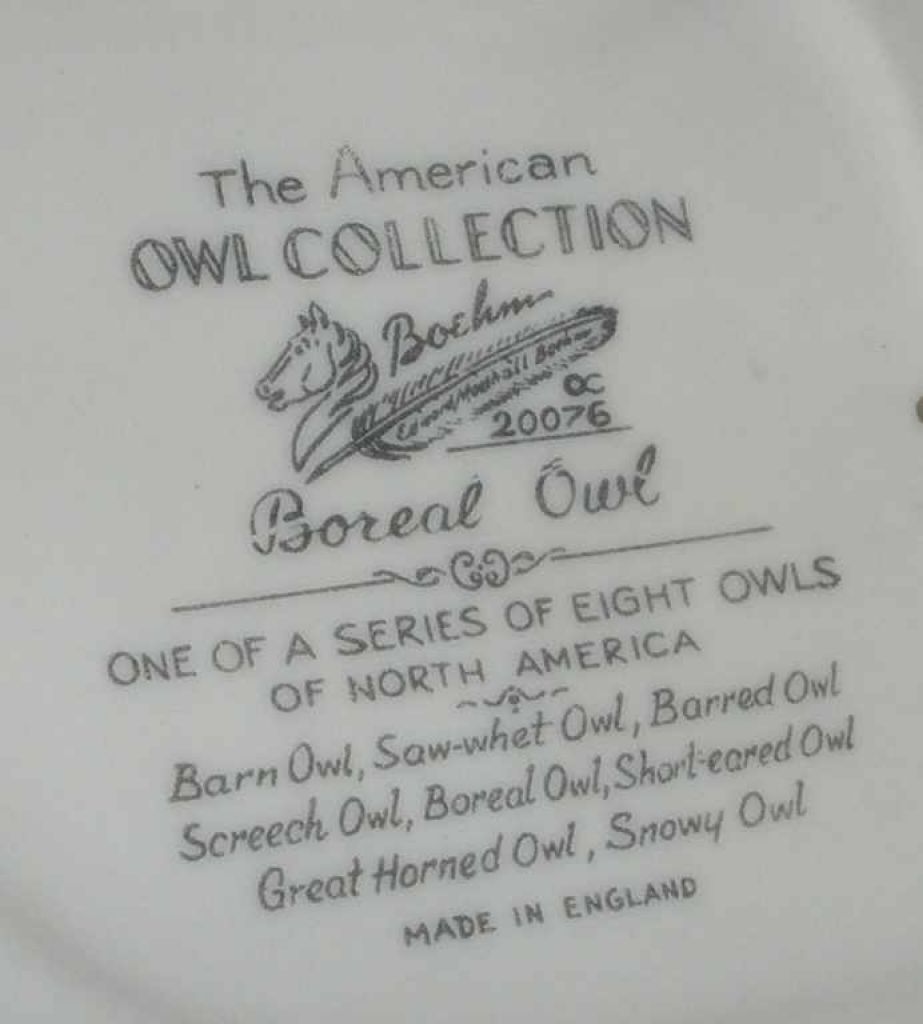 The American
OWL COLLECTION
Boehm
Edward Marshall Boehm
OC
20076
Boreal Owl
ONE OF A SERIES OF EIGHT OWLS
OF NORTH AMERICA
Barn Owl, Saw-whet Owl, Barred Owl
Screech Owl, Boreal Owl, Short-eared Owl
Great Horned Owl, Snowy Owl
MADE IN ENGLAND